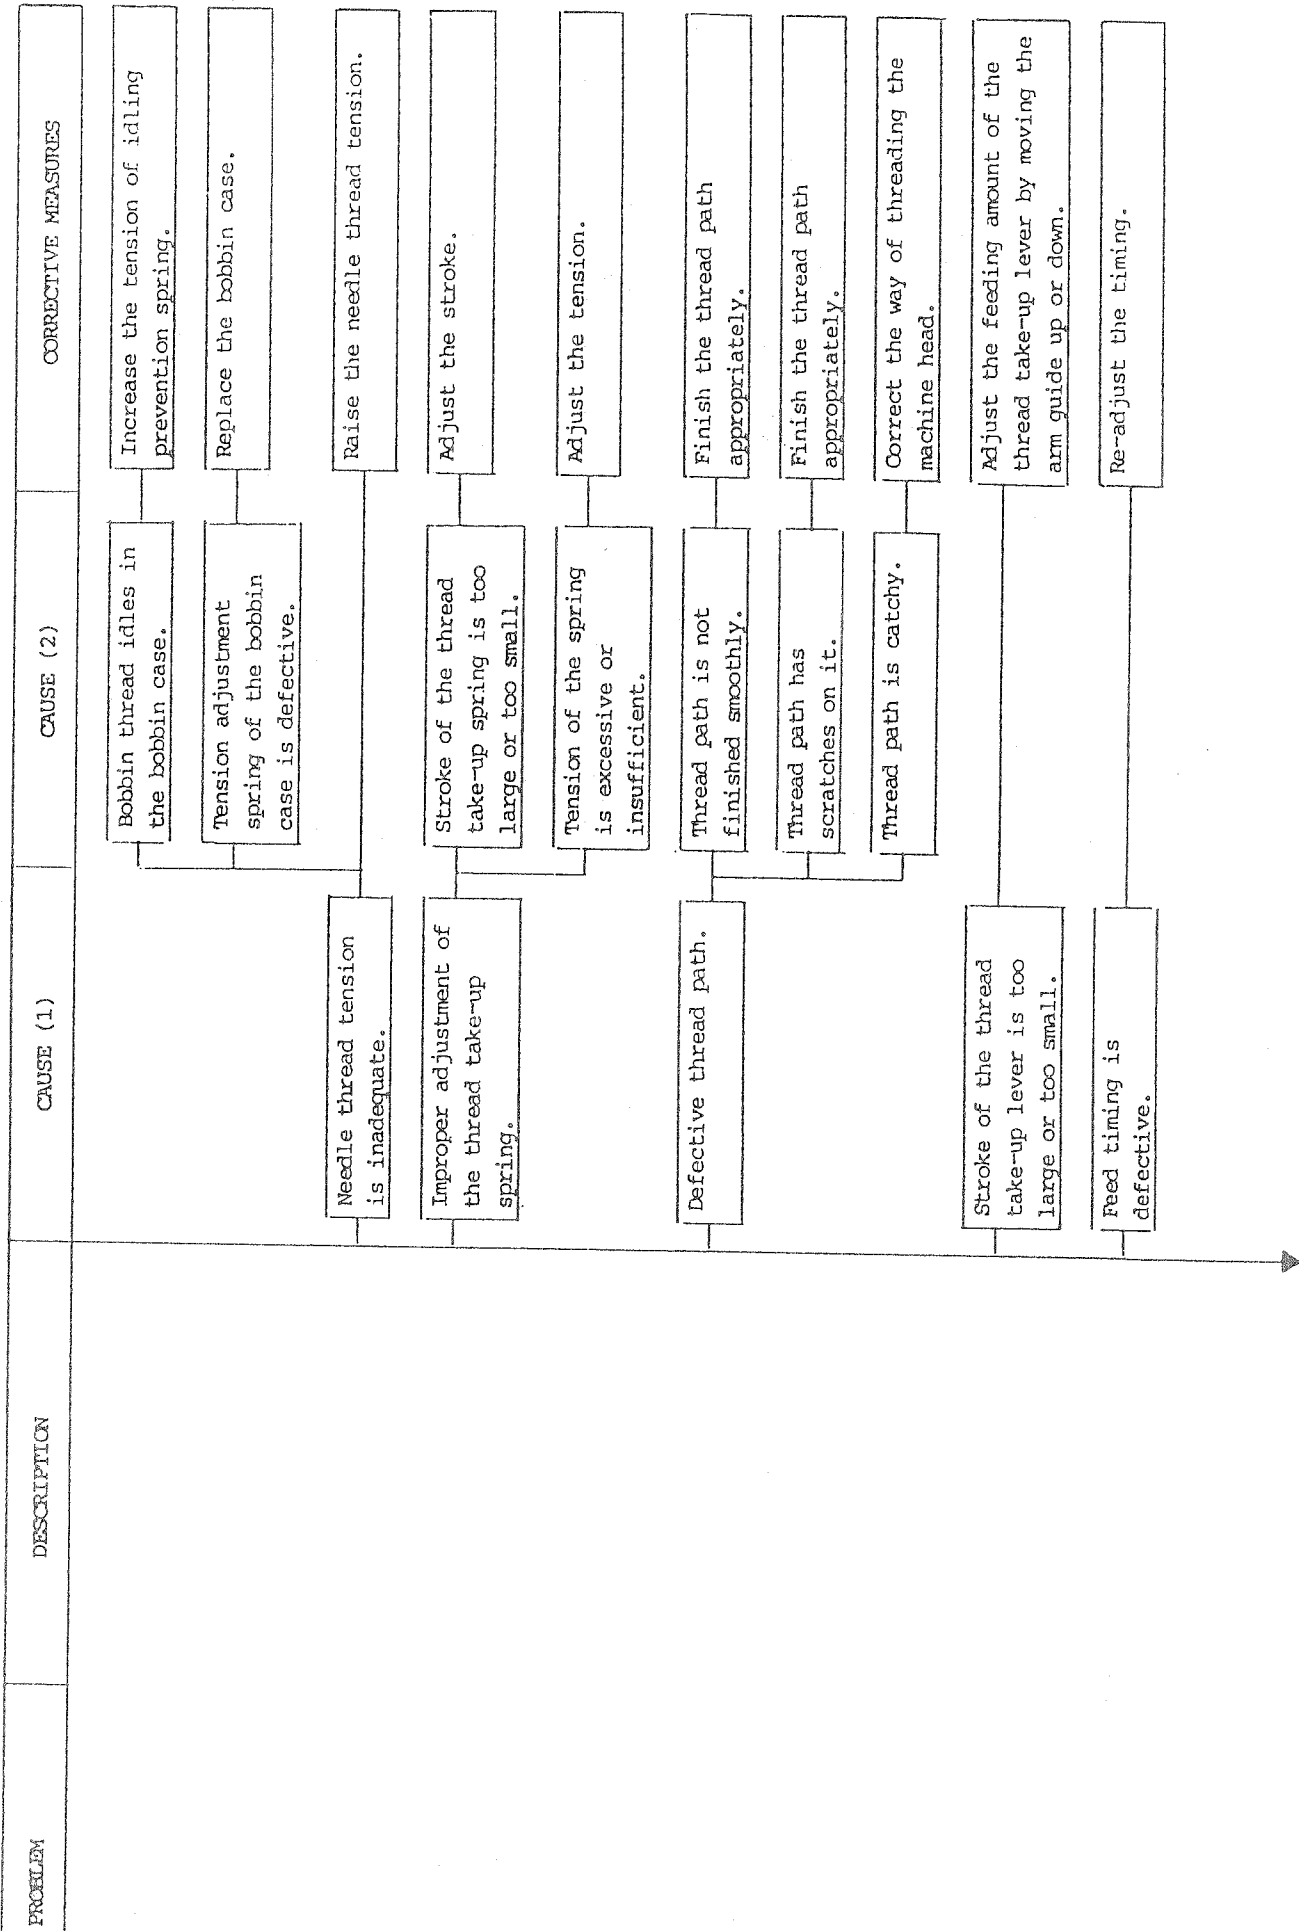 PROBLEM
DESCRIPTION
CAUSE (1)
CAUSE (2)
CORRECTIVE MEASURES
Bobbin thread idles in
the bobbin case.
Increase the tension of idling
prevention spring.
Tension adjustment
spring of the bobbin
case is defective.
Replace the bobbin case.
Needle thread tension
is inadequate.
Raise the needle thread tension.
Improper adjustment of
the thread take-up
spring.
Stroke of the thread
take-up spring is too
large or too small.
Adjust the stroke.
Tension of the spring
is excessive or
insufficient.
Adjust the tension.
Defective thread path.
Thread path is not
finished smoothly.
Finish the thread path
appropriately.
Thread path has
scratches on it.
Finish the thread path
appropriately.
Thread path is catchy.
Correct the way of threading the
machine head.
Stroke of the thread
take-up lever is too
large or too small.
Adjust the feeding amount of the
thread take-up lever by moving the
arm guide up or down.
Feed timing is
defective.
Re-adjust the timing.